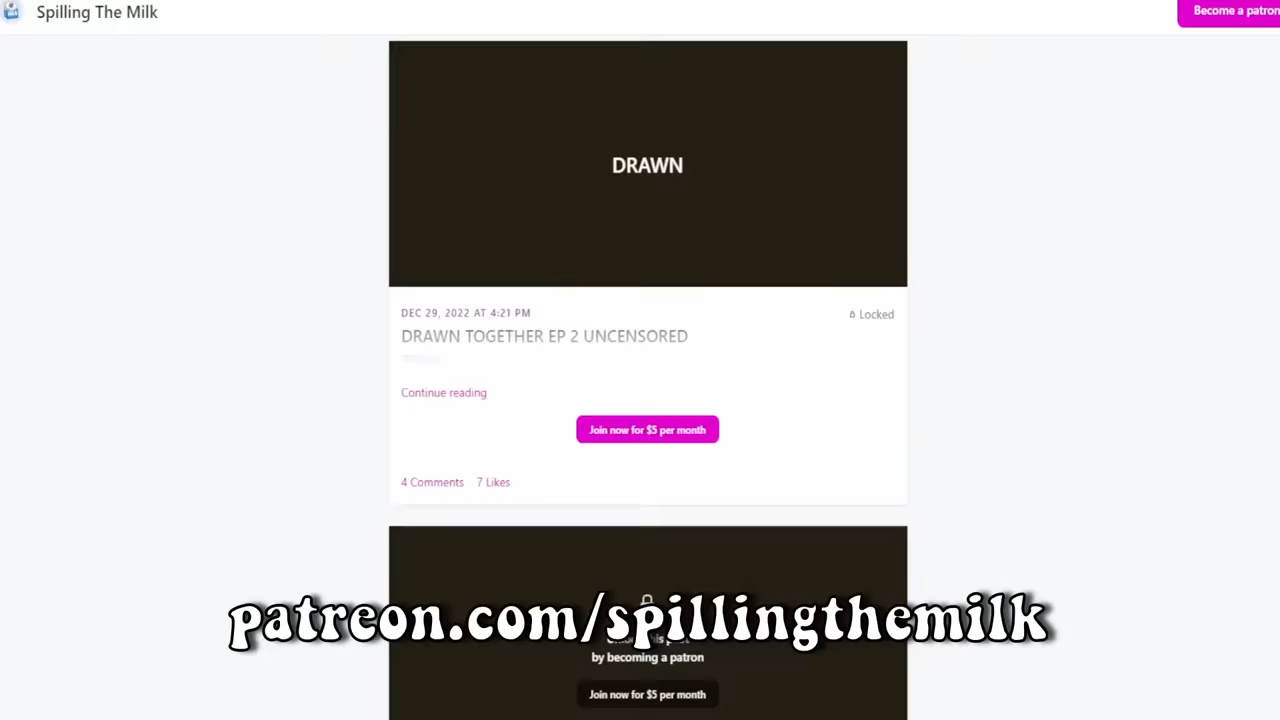 Spilling The Milk
Become a patron
DRAWN
DEC 29, 2022 AT 4:21 PM
Locked
DRAWN TOGETHER EP 2 UNCENSORED
Continue reading
Join now for $5 per month
4 Comments 7 Likes
patreon.com/spillingthemilk
by becoming a patron
Join now for $5 per month